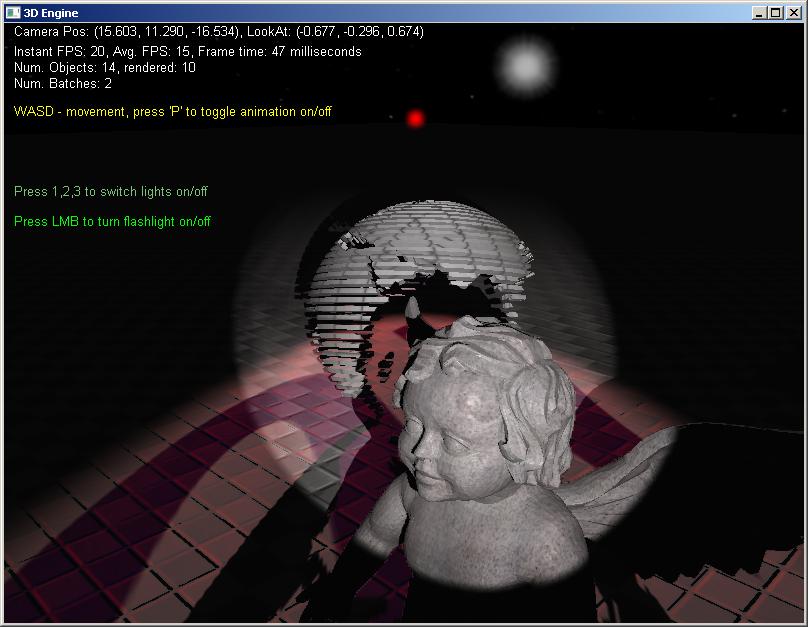 3D Engine
Camera Pos: (15.603, 11.290, -16.534), LookAt: (-0.677, -0.296, 0.674)
Instant FPS: 20, Avg. FPS: 15, Frame time: 47 milliseconds
Num. Objects: 14, rendered: 10
Num. Batches: 2
WASD - movement, press 'P' to toggle animation on/off
Press 1,2,3 to switch lights on/off
Press LMB to turn flashlight on/off